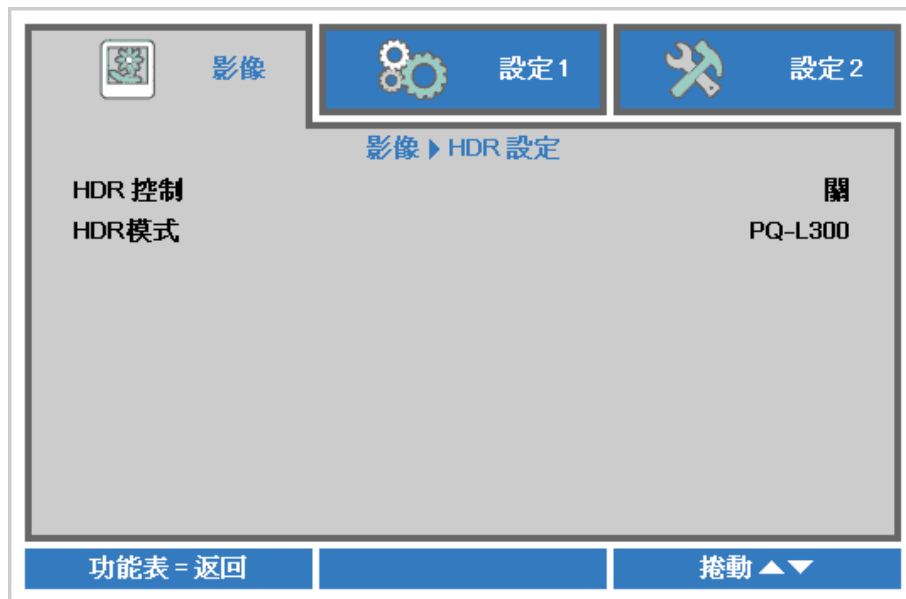 影像
設定1
設定2
影像▶HDR 設定
HDR 控制 關
HDR模式 PQ-L300
功能表 = 返回
捲動▲▼